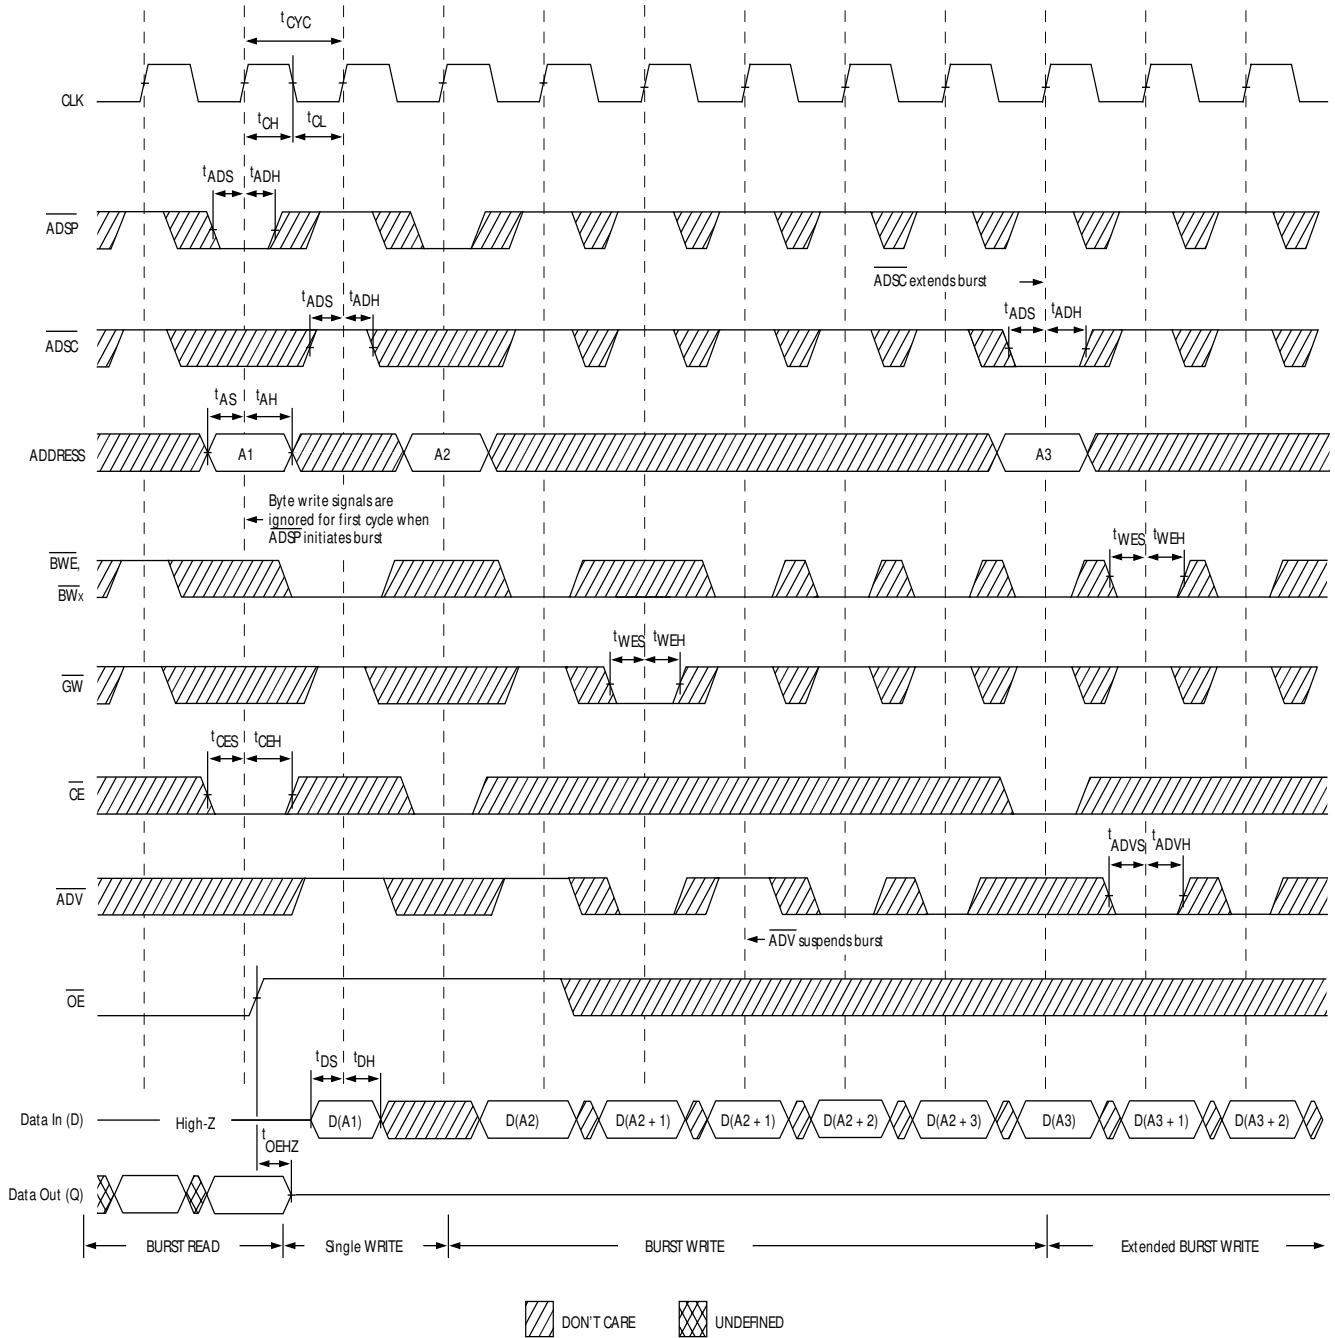 tCYC
CLK
tCH
tCL
tADS
tADH
ADSP
ADSC extends burst
tADS
tADH
tADS
tADH
ADSC
tAS
tAH
ADDRESS
A1
A2
A3
Byte write signals are
ignored for first cycle when
ADSP initiates burst
tWES
tWEH
BWE,
BWX
tWES
tWEH
GW
tCES
tCEH
CE
tADVS
tADVH
ADV
ADV suspends burst
OE
tDS
tDH
Data In (D)
High-Z
D(A1)
D(A2)
D(A2 + 1)
D(A2 + 1)
D(A2 + 2)
D(A2 + 3)
D(A3)
D(A3 + 1)
D(A3 + 2)
tOEHZ
Data Out (Q)
BURST READ
Single WRITE
BURST WRITE
Extended BURST WRITE
DON'T CARE
UNDEFINED